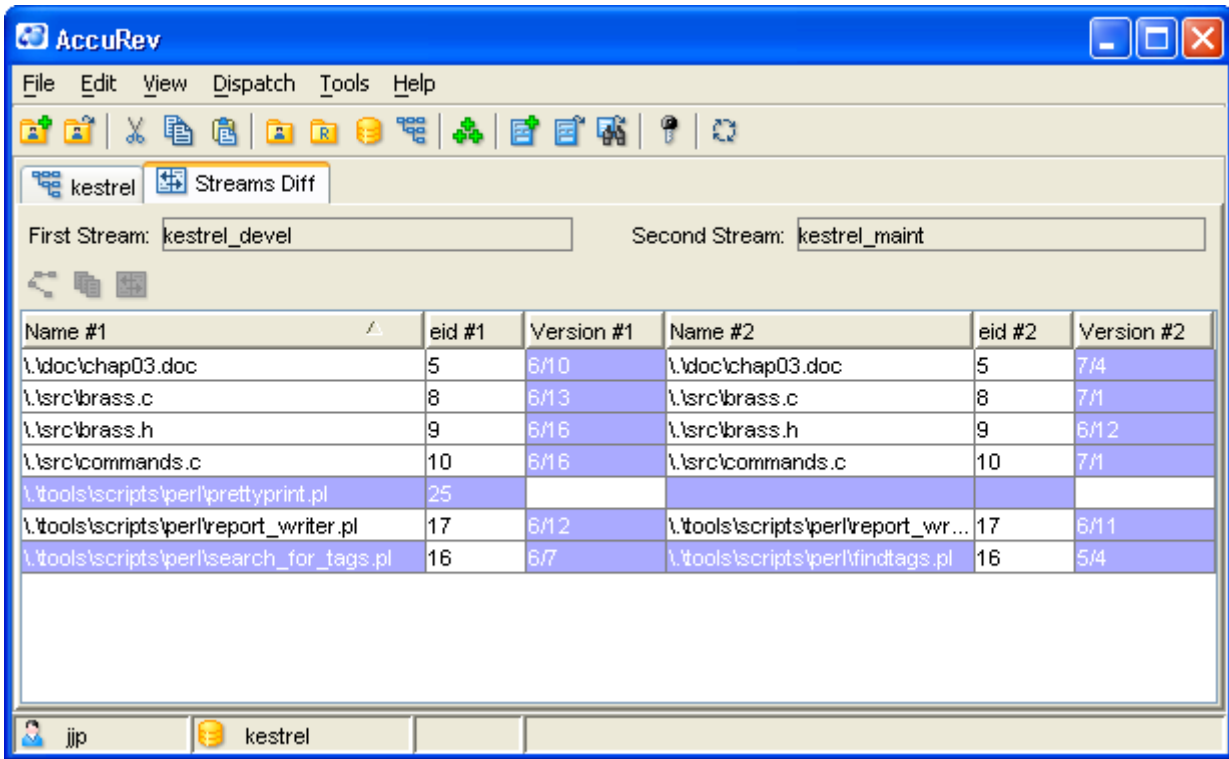 AccuRev
File Edit View Dispatch Tools Help
kestrel Streams Diff
First Stream: kestrel_devel Second Stream: kestrel_maint
Name #1 eid #1 Version #1 Name #2 eid #2 Version #2
\.\doc\chap03.doc 5 6/10 \.\doc\chap03.doc 5 7/4
\.\src\brass.c 8 6/13 \.\src\brass.c 8 7/1
\.\src\brass.h 9 6/16 \.\src\brass.h 9 6/12
\.\src\commands.c 10 6/16 \.\src\commands.c 10 7/1
\.\tools\scripts\perl\prettyprint.pl 25
\.\tools\scripts\perl\report_writer.pl 17 6/12 \.\tools\scripts\perl\report_wr... 17 6/11
\.\tools\scripts\perl\search_for_tags.pl 16 6/7 \.\tools\scripts\perl\findtags.pl 16 5/4
jjp kestrel